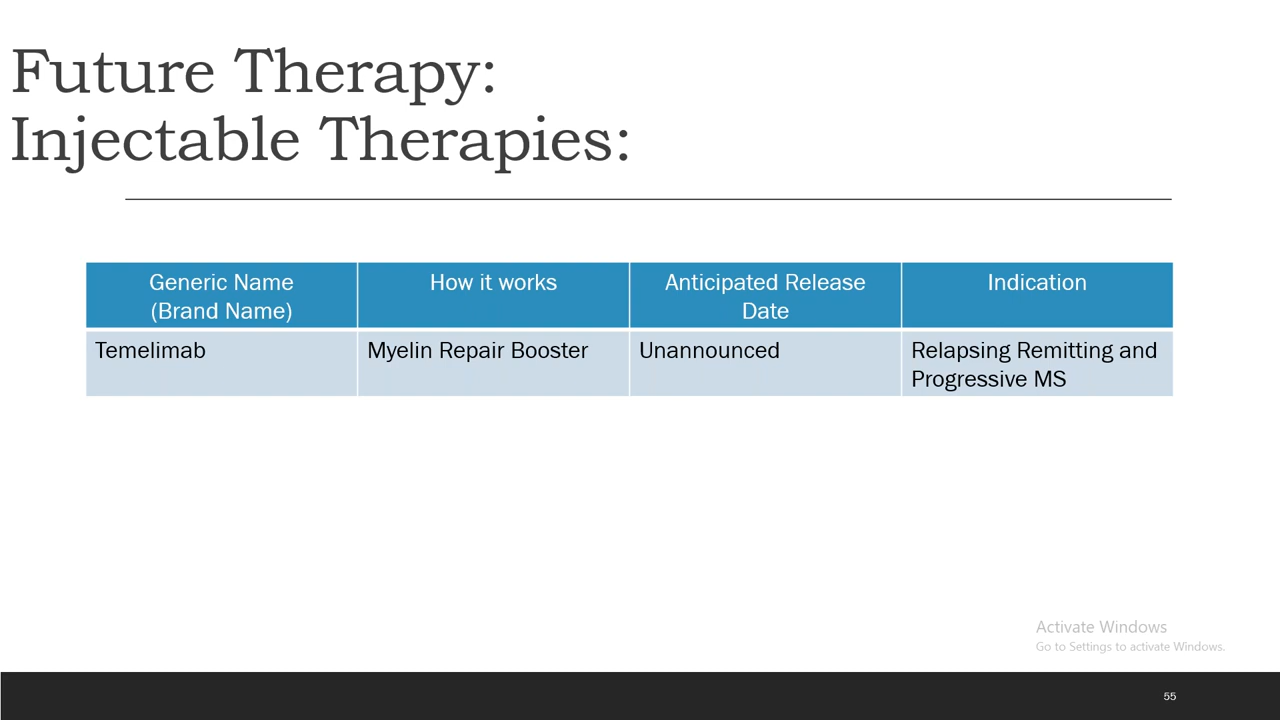 Future Therapy:
Injectable Therapies:
Generic Name
(Brand Name)
How it works
Anticipated Release
Date
Indication
Temelimab
Myelin Repair Booster
Unannounced
Relapsing Remitting and
Progressive MS
Activate Windows
Go to Settings to activate Windows.
55